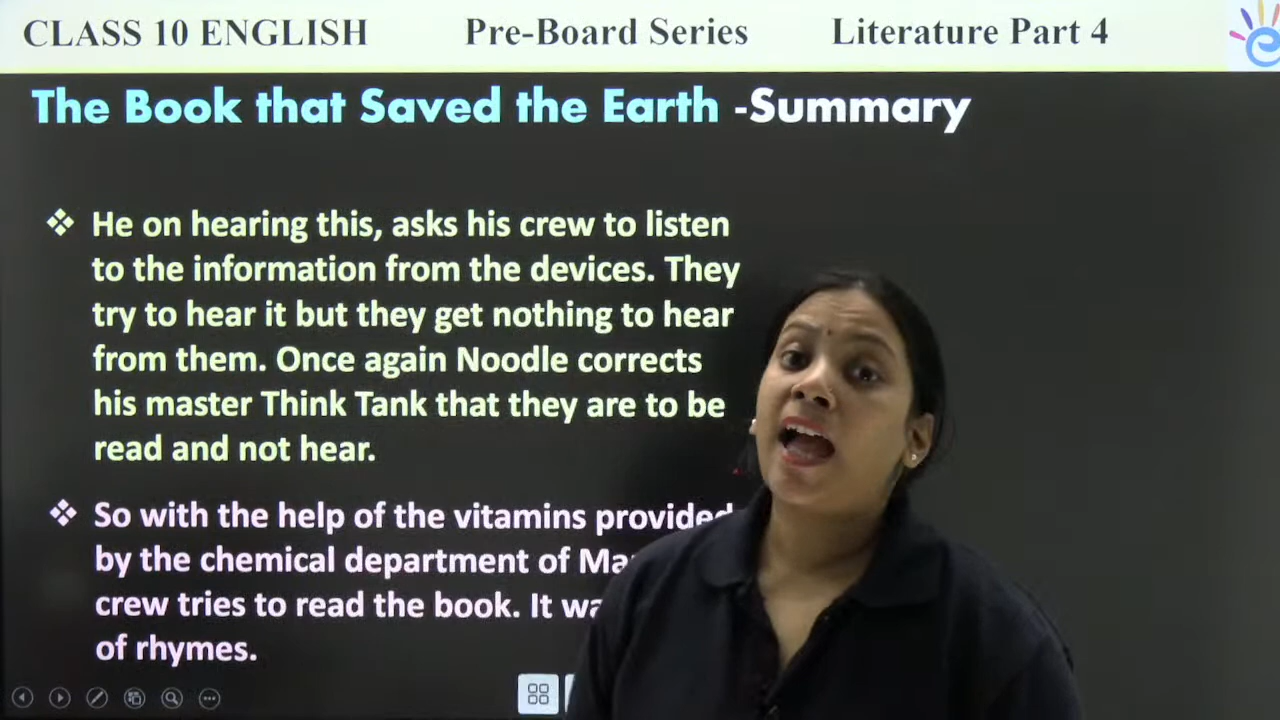 CLASS 10 ENGLISH Pre-Board Series Literature Part 4
The Book that Saved the Earth -Summary
He on hearing this, asks his crew to listen
to the information from the devices. They
try to hear it but they get nothing to hear
from them. Once again Noodle corrects
his master Think Tank that they are to be
read and not hear.
So with the help of the vitamins provided
by the chemical department of
crew tries to read the book. It
of rhymes.